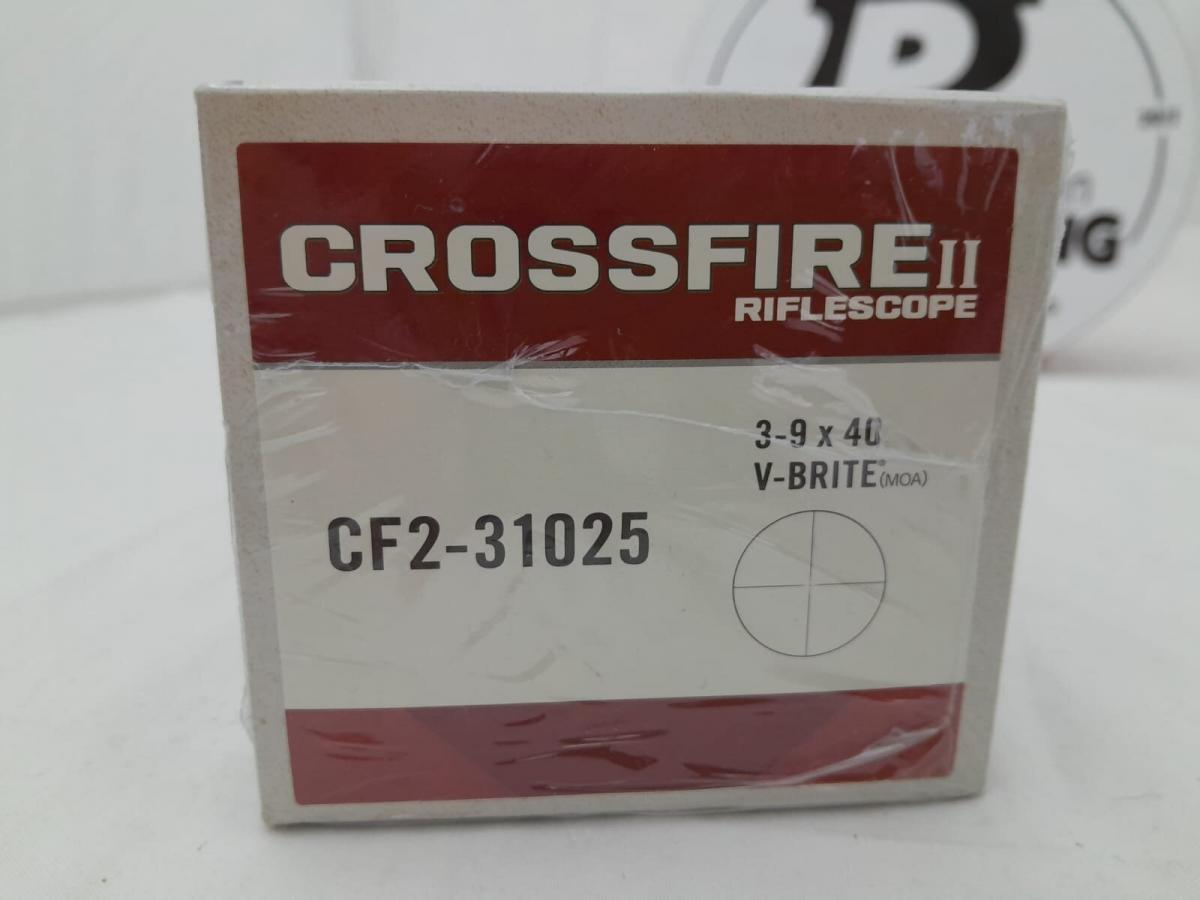 CROSSFIRE II
RIFLESCOPE
3-9 x 40
V-BRITE® (MOA)
CF2-31025